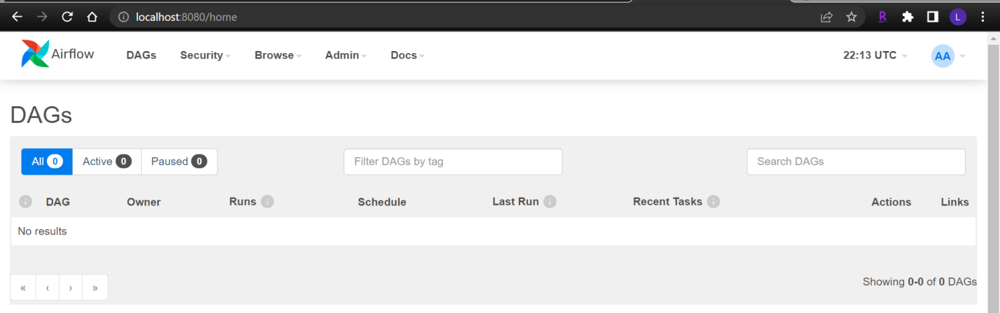 localhost:8080/home
R
L
Airflow
DAGs Security Browse Admin Docs 22:13 UTC AA
DAGs
All 0 Active 0 Paused 0 Filter DAGs by tag Search DAGs
i DAG Owner Runs i Schedule Last Run i Recent Tasks i Actions Links
No results
« ‹ › »
Showing 0-0 of 0 DAGs